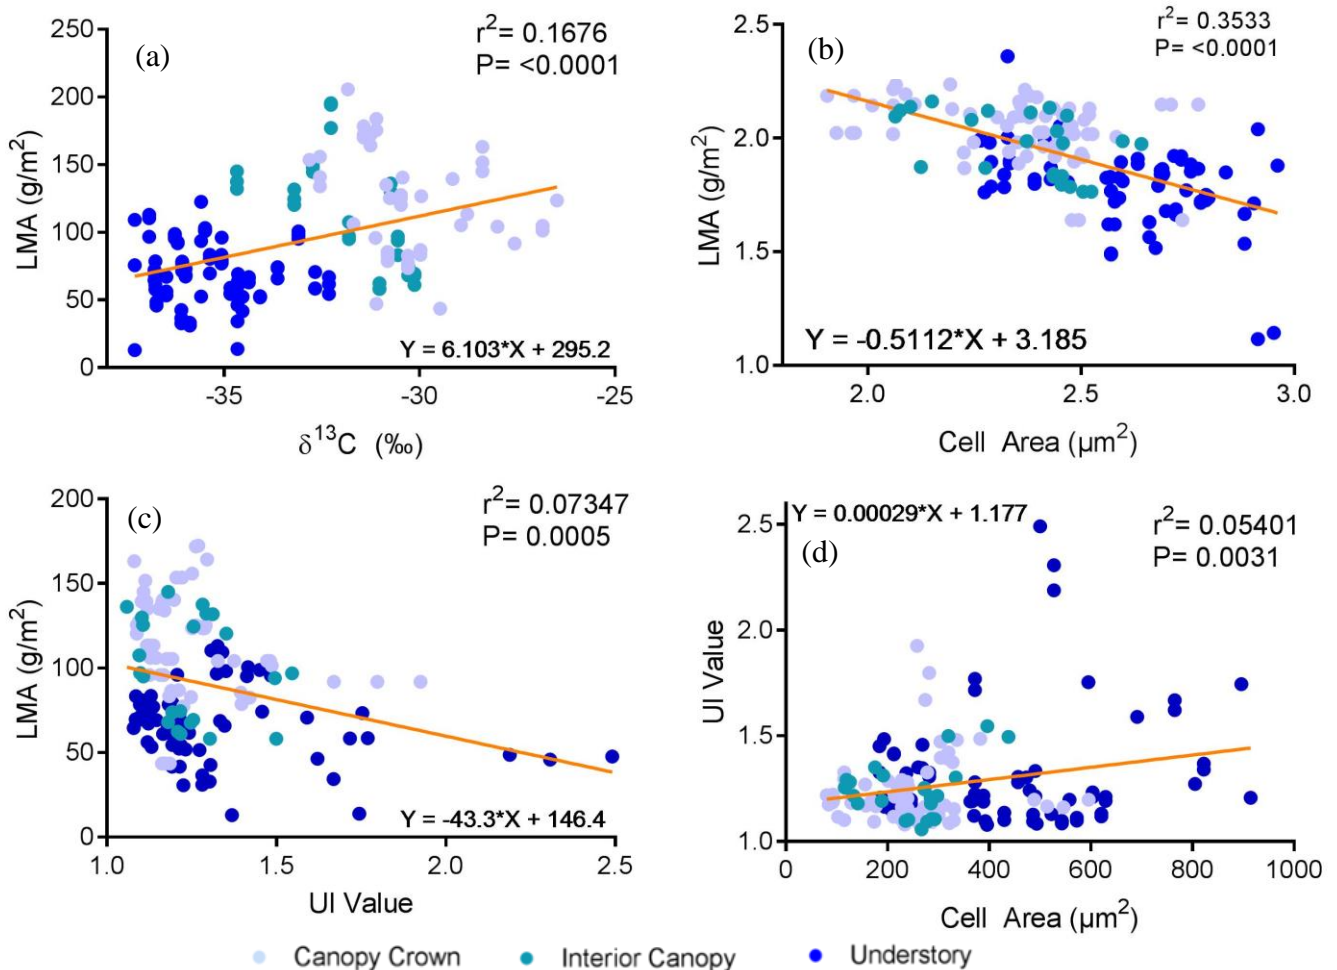 (a)
r²= 0.1676
P= <0.0001
250
200
150
100
50
0
LMA (g/m²)
Y = 6.103*X + 295.2
-35
-30
-25
δ¹³C (‰)
(b)
r²= 0.3533
P= <0.0001
2.5
2.0
1.5
1.0
LMA (g/m²)
Y = -0.5112*X + 3.185
2.0
2.5
3.0
Cell Area (µm²)
(c)
r²= 0.07347
P= 0.0005
200
150
100
50
0
LMA (g/m²)
Y = -43.3*X + 146.4
1.0
1.5
2.0
2.5
UI Value
Y = 0.00029*X + 1.177
(d)
r²= 0.05401
P= 0.0031
2.5
2.0
1.5
1.0
UI Value
0
200
400
600
800
1000
Cell Area (µm²)
Canopy Crown
Interior Canopy
Understory